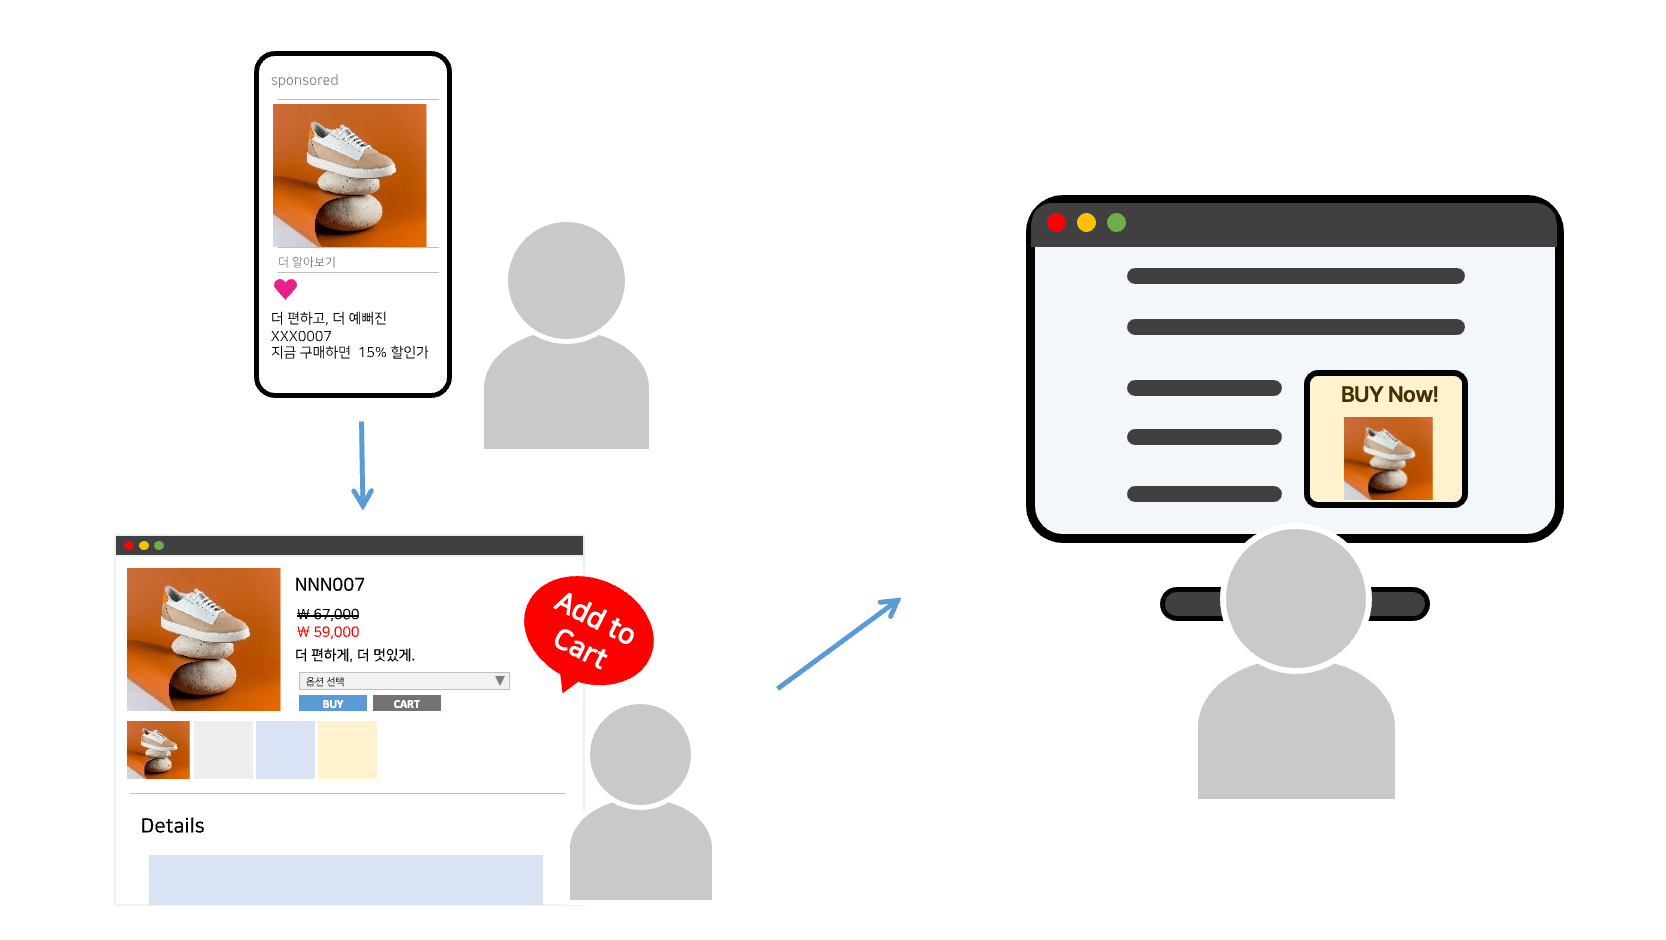 sponsored
더 알아보기
더 편하고, 더 예뻐진
XXX0007
지금 구매하면 15% 할인가
NNN007
₩ 67,000
₩ 59,000
더 편하게, 더 멋있게.
옵션 선택
BUY CART
Details
Add to
Cart
BUY Now!